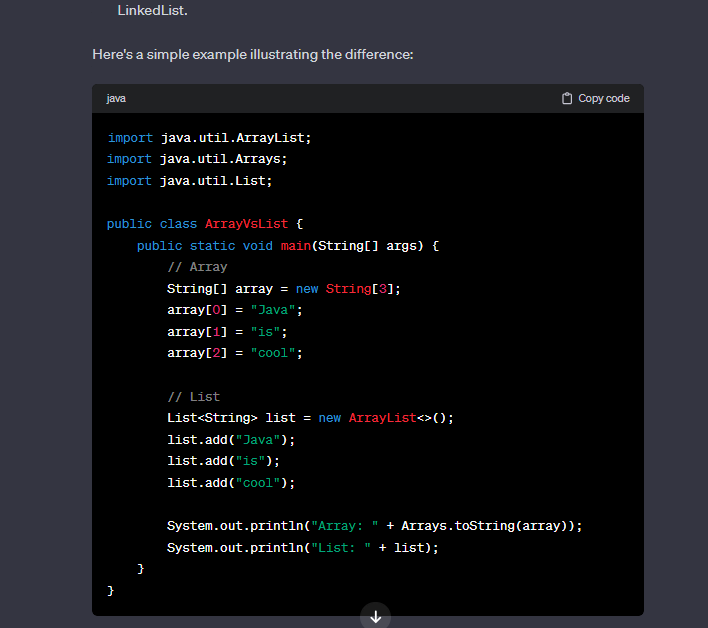 LinkedList.
Here's a simple example illustrating the difference:
java
Copy code
import java.util.ArrayList;
import java.util.Arrays;
import java.util.List;
public class ArrayVsList {
    public static void main(String[] args) {
        // Array
        String[] array = new String[3];
        array[0] = "Java";
        array[1] = "is";
        array[2] = "cool";
        // List
        List<String> list = new ArrayList<>();
        list.add("Java");
        list.add("is");
        list.add("cool");
        System.out.println("Array: " + Arrays.toString(array));
        System.out.println("List: " + list);
    }
}